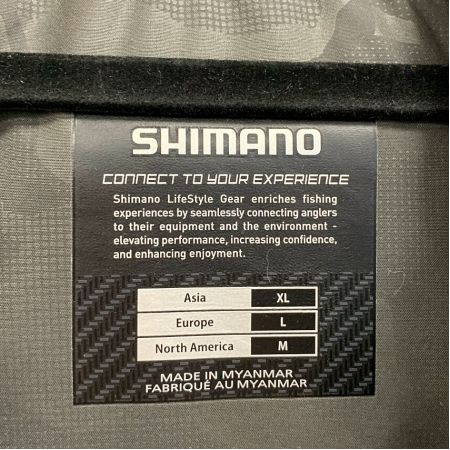 SHIMANO
CONNECT TO YOUR EXPERIENCE
Shimano LifeStyle Gear enriches fishing
experiences by seamlessly connecting anglers
to their equipment and the environment -
elevating performance, increasing confidence,
and enhancing enjoyment.
Asia XL
Europe L
North America M
MADE IN MYANMAR
FABRIQUÉ AU MYANMAR